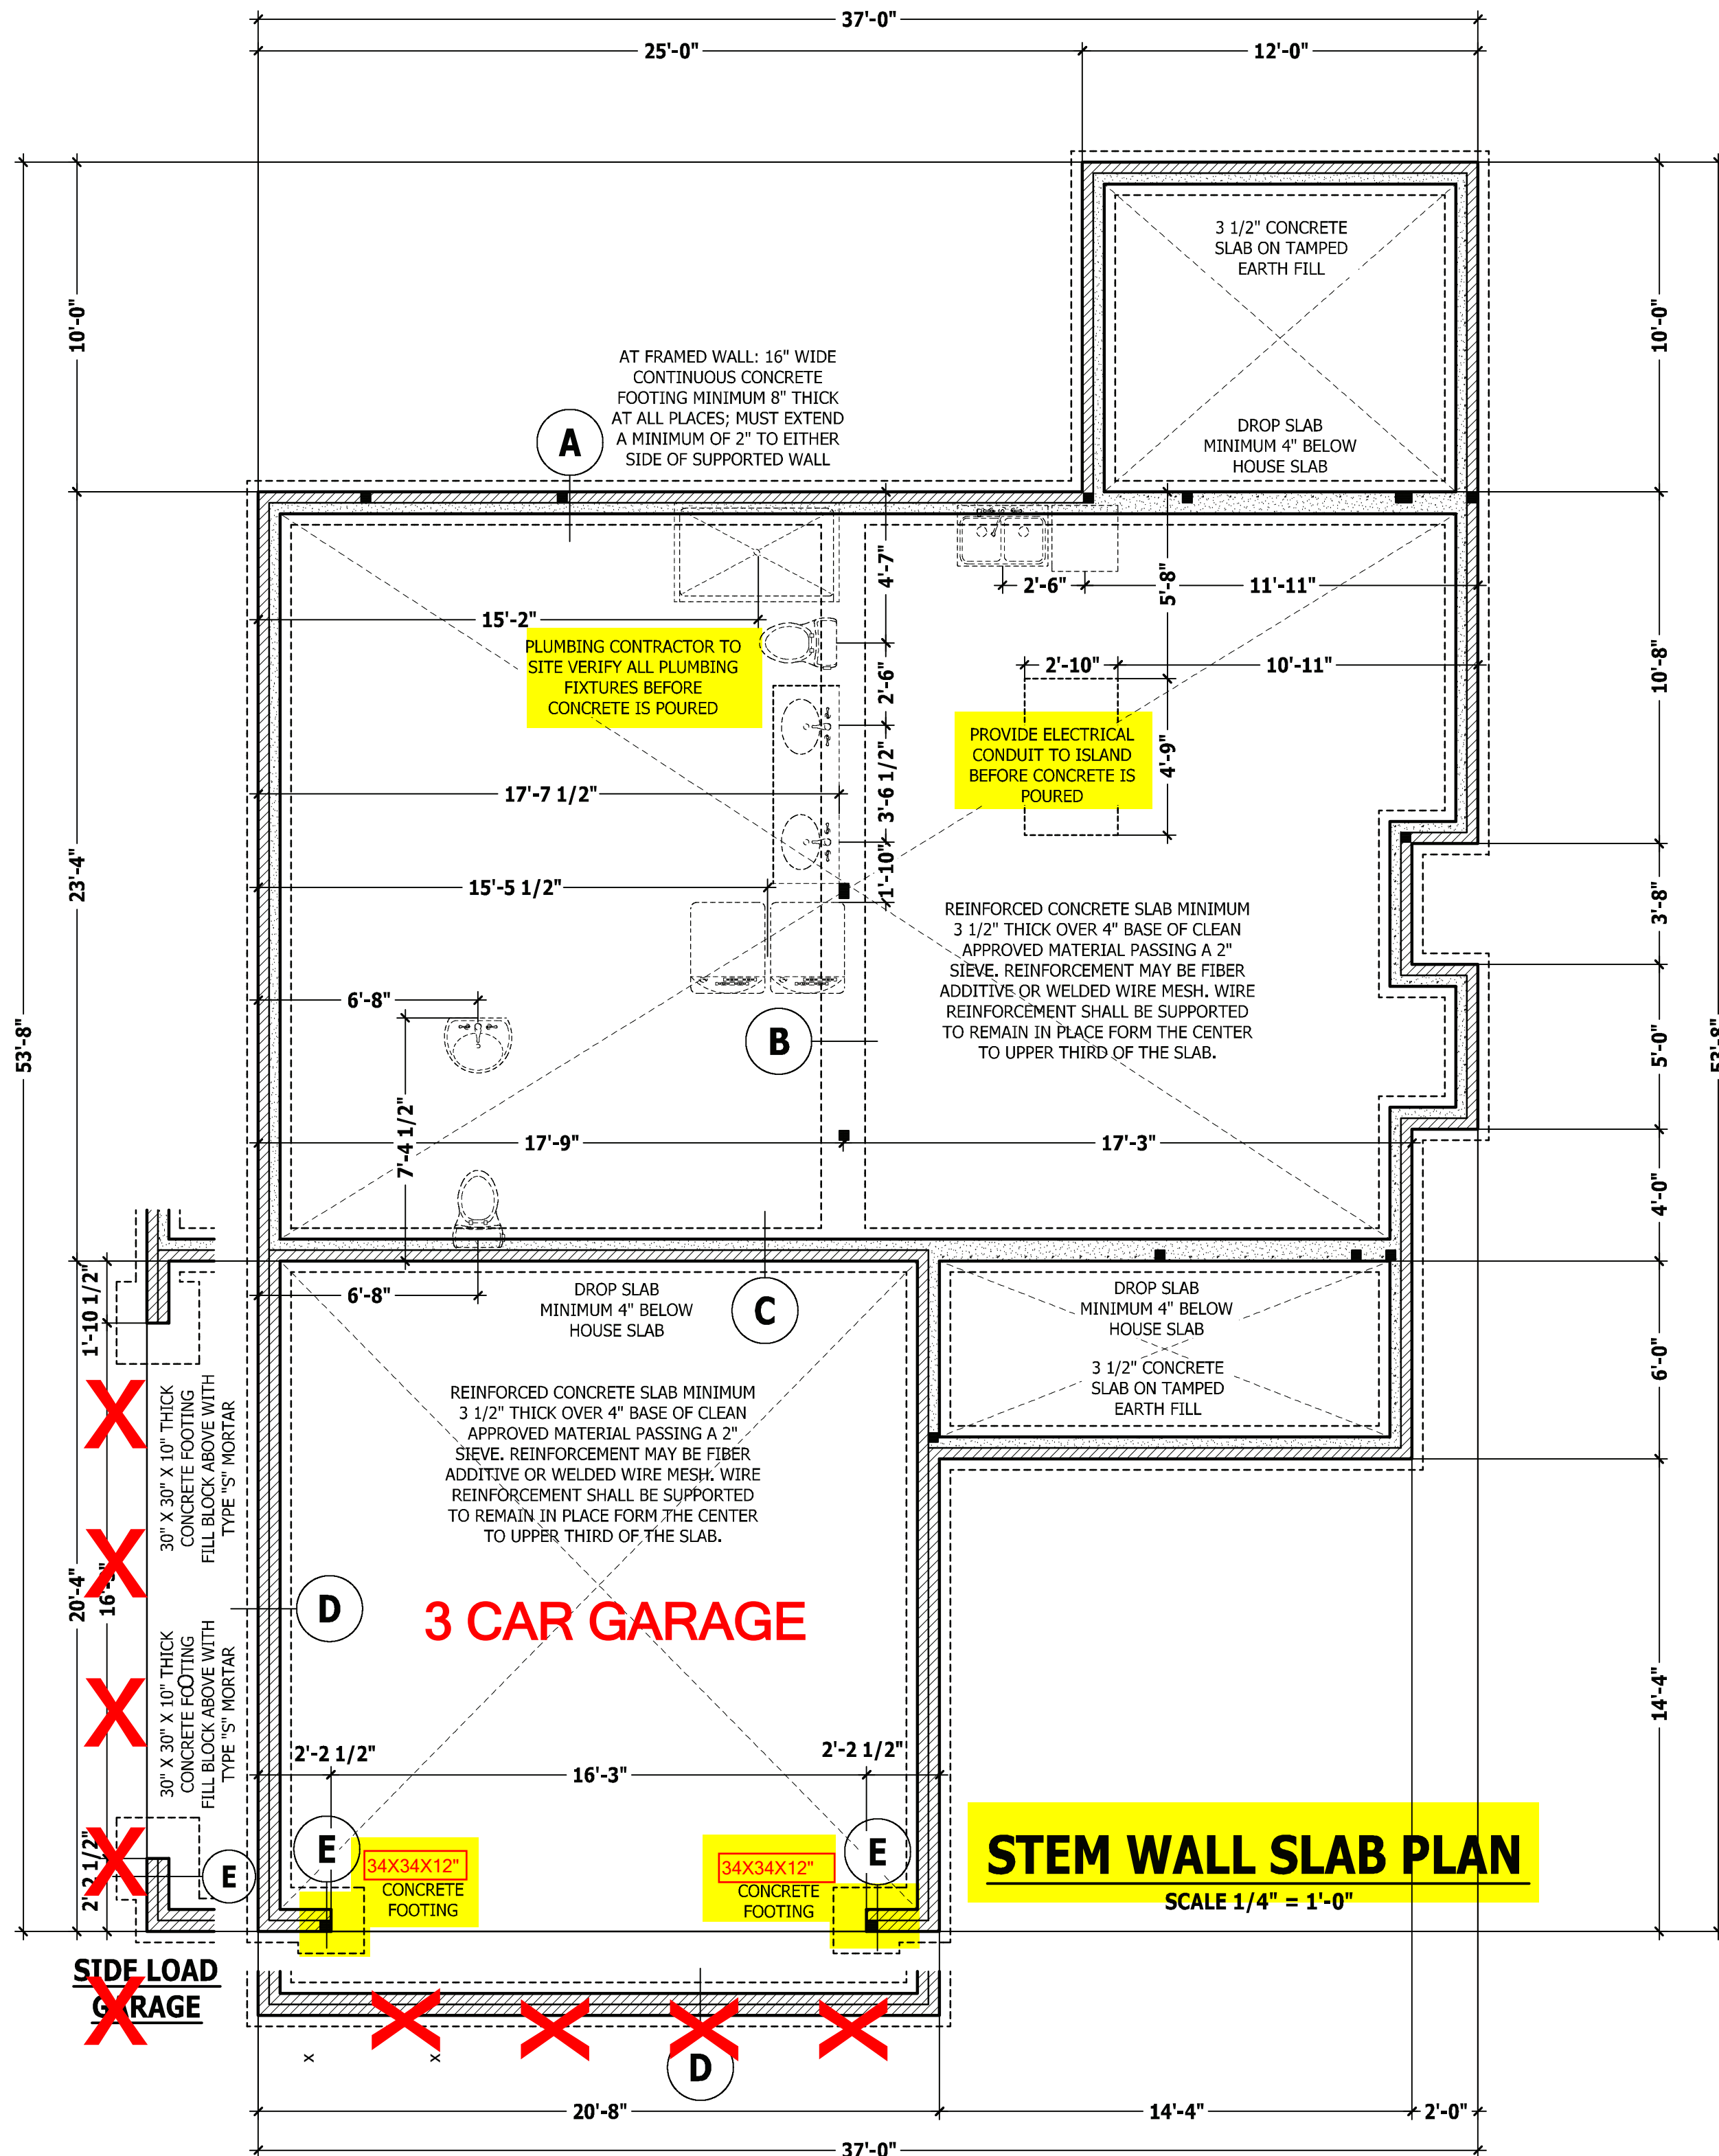 37'-0"
25'-0"
12'-0"
3 1/2" CONCRETE
SLAB ON TAMPED
EARTH FILL
10'-0"
10'-0"
AT FRAMED WALL: 16" WIDE
CONTINUOUS CONCRETE
FOOTING MINIMUM 8" THICK
AT ALL PLACES; MUST EXTEND
A MINIMUM OF 2" TO EITHER
SIDE OF SUPPORTED WALL
A
DROP SLAB
MINIMUM 4" BELOW
HOUSE SLAB
4'-7"
2'-6"
5'-8"
11'-11"
15'-2"
PLUMBING CONTRACTOR TO
SITE VERIFY ALL PLUMBING
FIXTURES BEFORE
CONCRETE IS POURED
2'-6"
2'-10"
10'-11"
10'-8"
PROVIDE ELECTRICAL
CONDUIT TO ISLAND
BEFORE CONCRETE IS
POURED
4'-9"
3'-6 1/2"
17'-7 1/2"
23'-4"
15'-5 1/2"
1'-10"
3'-8"
REINFORCED CONCRETE SLAB MINIMUM
3 1/2" THICK OVER 4" BASE OF CLEAN
APPROVED MATERIAL PASSING A 2"
SIEVE. REINFORCEMENT MAY BE FIBER
ADDITIVE OR WELDED WIRE MESH. WIRE
REINFORCEMENT SHALL BE SUPPORTED
TO REMAIN IN PLACE FORM THE CENTER
TO UPPER THIRD OF THE SLAB.
6'-8"
53'-8"
B
5'-0"
53'-8"
7'-4 1/2"
17'-9"
17'-3"
4'-0"
1'-10 1/2"
6'-8"
DROP SLAB
MINIMUM 4" BELOW
HOUSE SLAB
C
DROP SLAB
MINIMUM 4" BELOW
HOUSE SLAB
3 1/2" CONCRETE
SLAB ON TAMPED
EARTH FILL
6'-0"
30" X 30" X 10" THICK
CONCRETE FOOTING
FILL BLOCK ABOVE WITH
TYPE "S" MORTAR
REINFORCED CONCRETE SLAB MINIMUM
3 1/2" THICK OVER 4" BASE OF CLEAN
APPROVED MATERIAL PASSING A 2"
SIEVE. REINFORCEMENT MAY BE FIBER
ADDITIVE OR WELDED WIRE MESH. WIRE
REINFORCEMENT SHALL BE SUPPORTED
TO REMAIN IN PLACE FORM THE CENTER
TO UPPER THIRD OF THE SLAB.
20'-4"
D
3 CAR GARAGE
30" X 30" X 10" THICK
CONCRETE FOOTING
FILL BLOCK ABOVE WITH
TYPE "S" MORTAR
14'-4"
2'-2 1/2"
16'-3"
2'-2 1/2"
2'-2 1/2"
E
E
E
34X34X12"
CONCRETE
FOOTING
34X34X12"
CONCRETE
FOOTING
STEM WALL SLAB PLAN
SCALE 1/4" = 1'-0"
SIDE LOAD
GARAGE
X
X
D
20'-8"
14'-4"
2'-0"
37'-0"